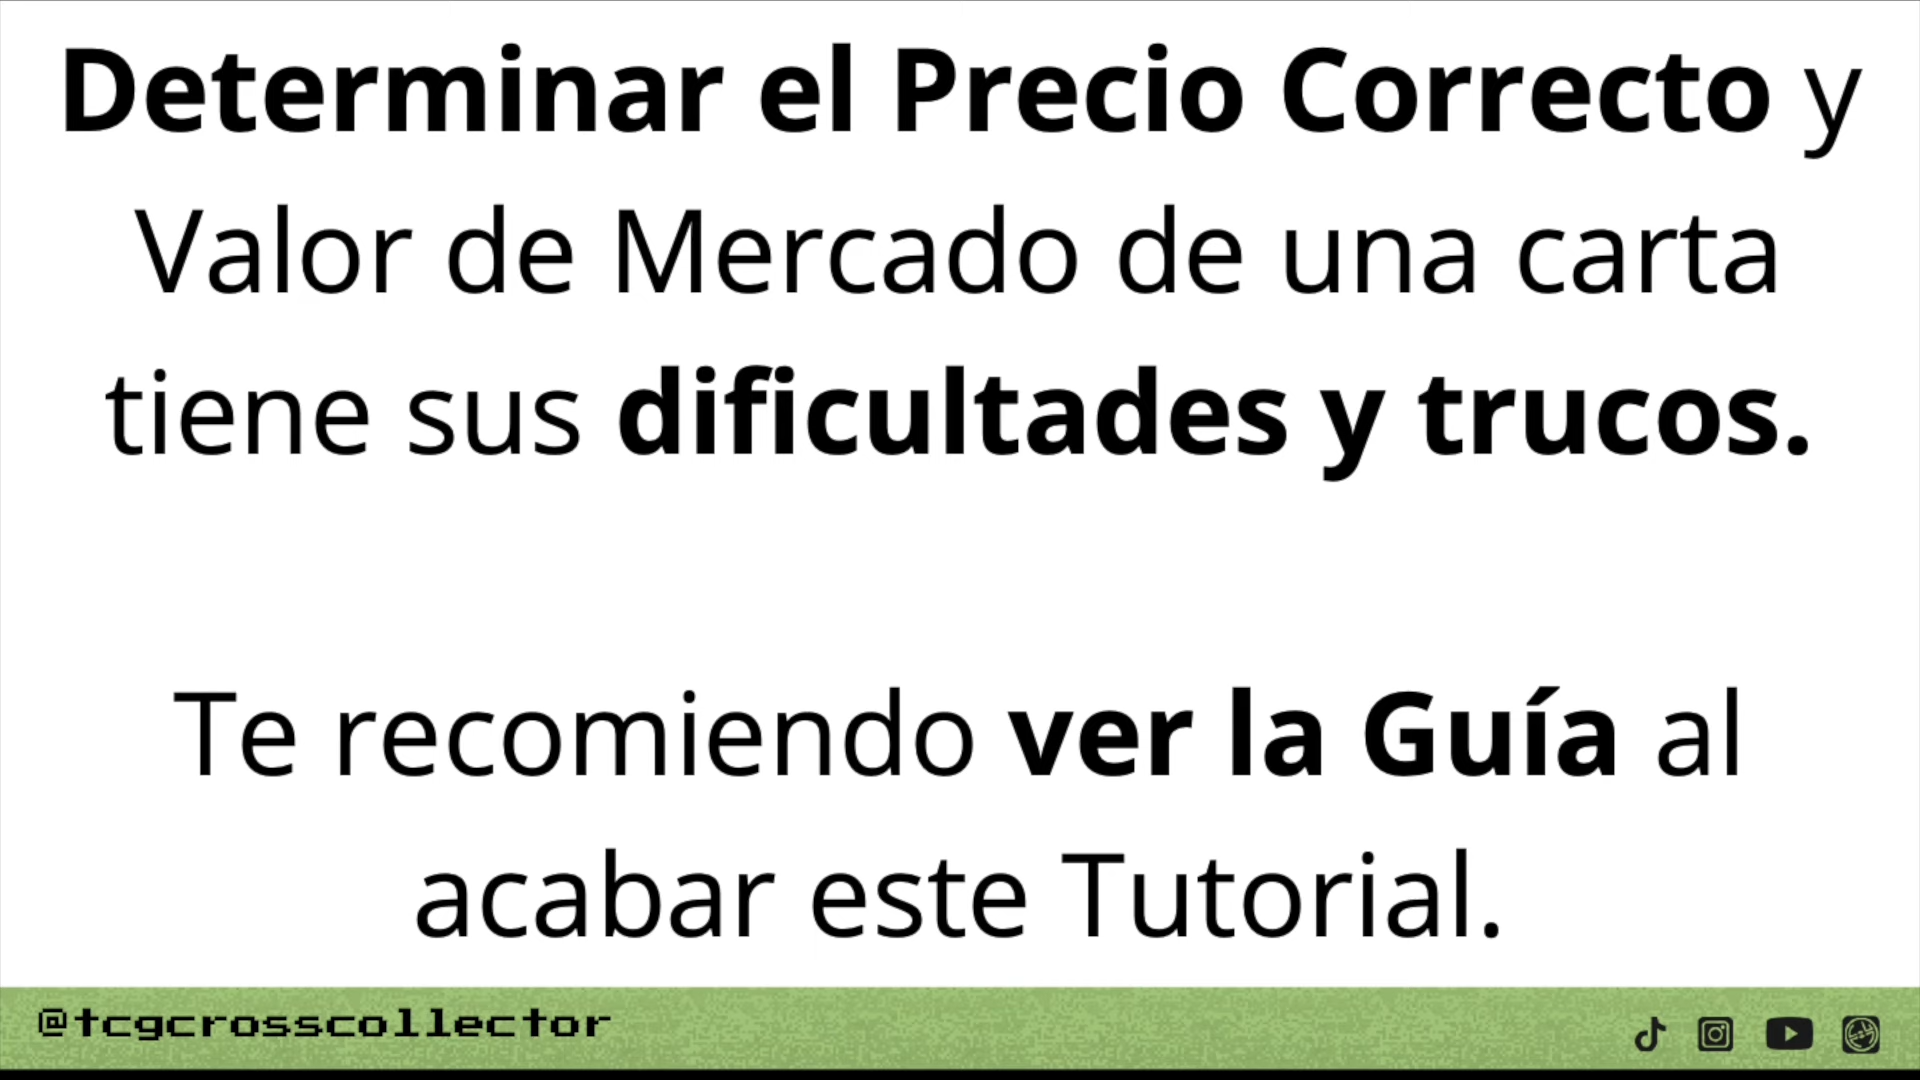 Determinar el Precio Correcto y
Valor de Mercado de una carta
tiene sus dificultades y trucos.
Te recomiendo ver la Guía al
acabar este Tutorial.
@tcgcrosscollector